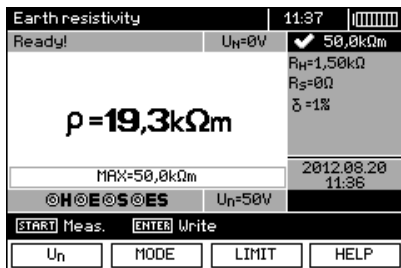 Earth resistivity 11:37
Ready! UN=0V ✔ 50,0kΩm
RH=1,50kΩ
RS=0Ω
δ=1%
ρ=19,3kΩm
MAX=50,0kΩm
2012.08.20
11:36
H E S ES Un=50V
START Meas. ENTER Write
Un MODE LIMIT HELP